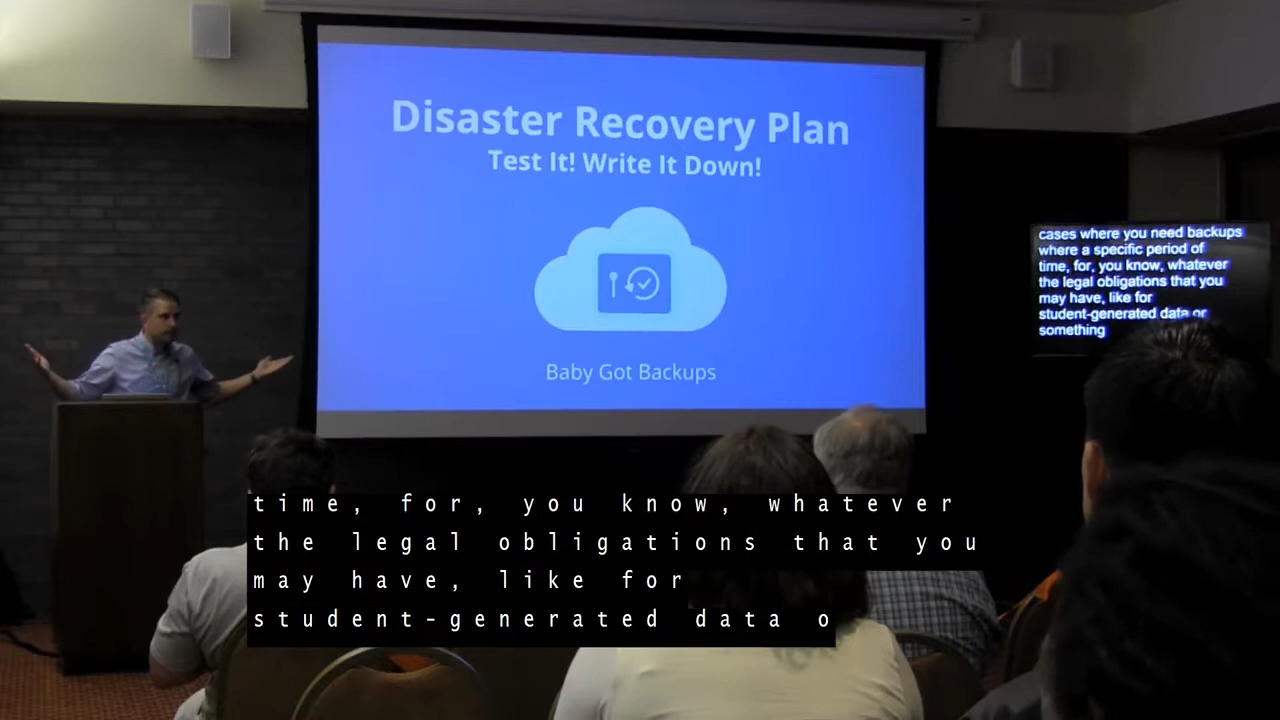 Disaster Recovery Plan
Test It! Write It Down!
Baby Got Backups
cases where you need backups
where a specific period of
time, for, you know, whatever
the legal obligations that you
may have, like for
student-generated data or
something
time, for, you know, whatever
the legal obligations that you
may have, like for
student-generated data o